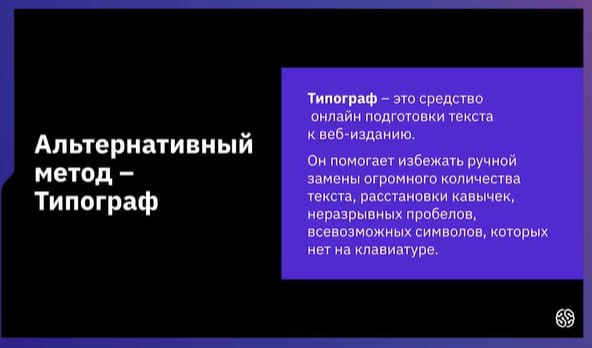 Альтернативный
метод –
Типограф
Типограф – это средство
онлайн подготовки текста
к веб-изданию.
Он помогает избежать ручной
замены огромного количества
текста, расстановки кавычек,
неразрывных пробелов,
всевозможных символов, которых
нет на клавиатуре.